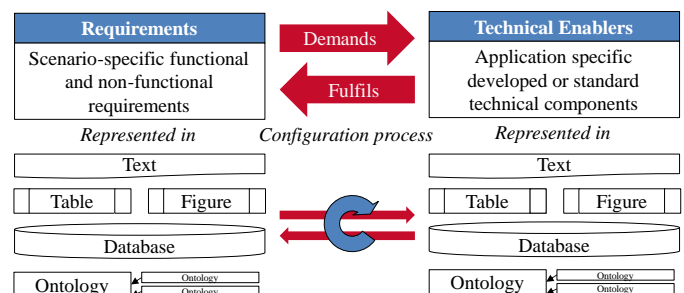 Requirements
Scenario-specific functional
and non-functional
requirements
Demands
Fulfils
Technical Enablers
Application specific
developed or standard
technical components
Represented in
Configuration process
Represented in
Text
Table
Figure
Database
Ontology
Ontology
Ontology
Text
Table
Figure
Database
Ontology
Ontology
Ontology